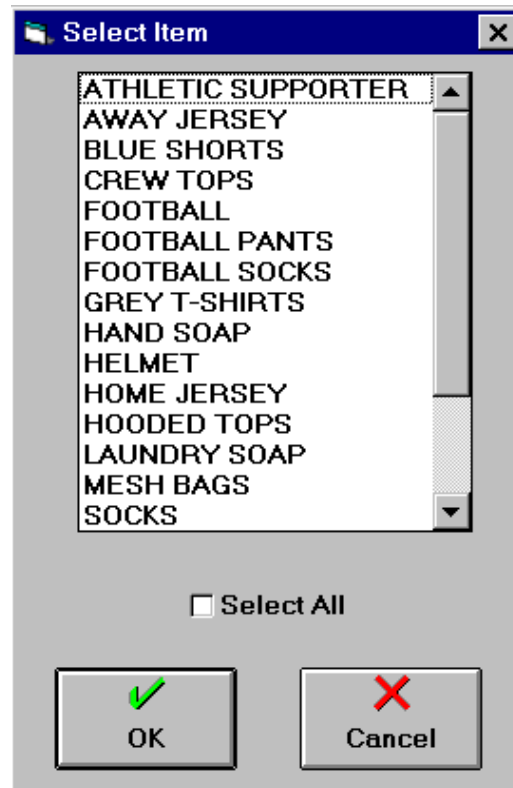 Select Item
ATHLETIC SUPPORTER
AWAY JERSEY
BLUE SHORTS
CREW TOPS
FOOTBALL
FOOTBALL PANTS
FOOTBALL SOCKS
GREY T-SHIRTS
HAND SOAP
HELMET
HOME JERSEY
HOODED TOPS
LAUNDRY SOAP
MESH BAGS
SOCKS
Select All
OK
Cancel